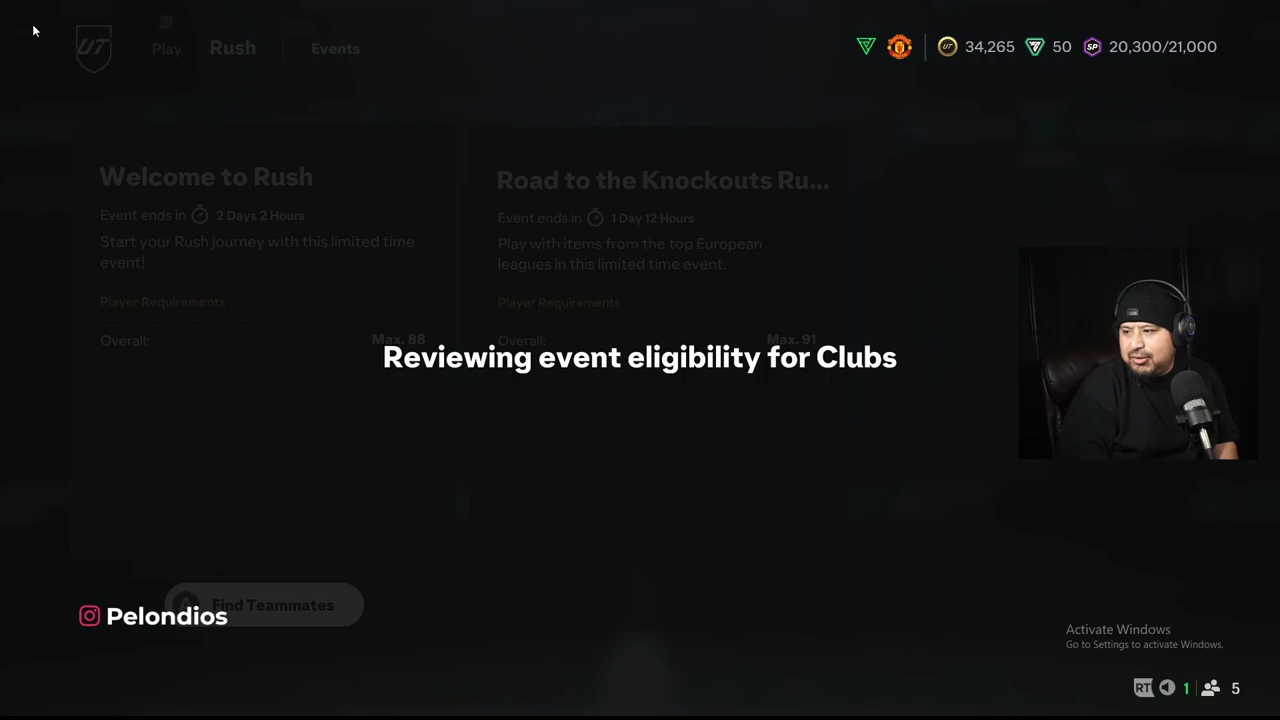 UT
Play
Rush
Events
UT
34,265
50
SP
20,300/21,000
Welcome to Rush
Event ends in 2 Days 2 Hours
Start your Rush journey with this limited time
event!
Player Requirements
Overall:
Max. 88
Road to the Knockouts Ru...
Event ends in 1 Day 12 Hours
Play with items from the top European
leagues in this limited time event.
Player Requirements
Overall:
Max. 91
Reviewing event eligibility for Clubs
Find Teammates
Pelondios
Activate Windows
Go to Settings to activate Windows.
RT
1
5